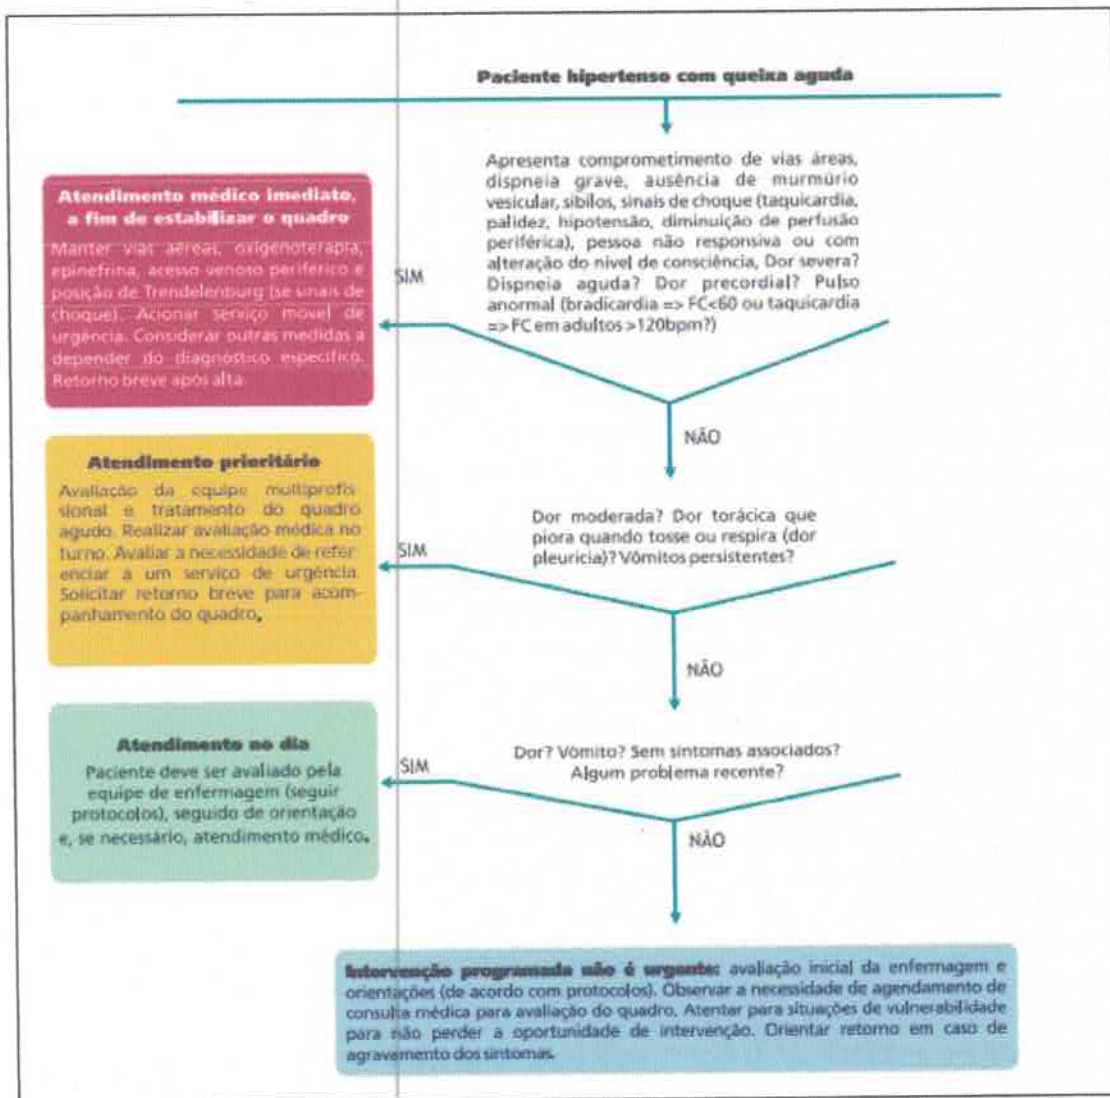 Paciente hipertenso com queixa aguda
Apresenta comprometimento de vias áreas,
dispneia grave, ausência de murmúrio
vesicular, sibilos, sinais de choque (taquicardia,
palidez, hipotensão, diminuição de perfusão
periférica), pessoa não responsiva ou com
alteração do nível de consciência, Dor severa?
Dispneia aguda? Dor precordial? Pulso
anormal (bradicardia => FC<60 ou taquicardia
=> FC em adultos >120bpm?)
SIM
Atendimento médico imediato,
a fim de estabilizar o quadro
Manter vias aéreas, oxigenoterapia,
epinefrina, acesso venoso periférico e
posição de Trendelenburg (se sinais de
choque). Acionar serviço móvel de
urgência. Considerar outras medidas a
depender do diagnóstico específico.
Retorno breve após alta.
NÃO
Dor moderada? Dor torácica que
piora quando tosse ou respira (dor
pleuricia)? Vômitos persistentes?
SIM
Atendimento prioritário
Avaliação da equipe multiprofis-
sional e tratamento do quadro
agudo. Realizar avaliação médica no
turno. Avaliar a necessidade de refer
enciar a um serviço de urgência.
Solicitar retorno breve para acom-
panhamento do quadro.
NÃO
Dor? Vômito? Sem sintomas associados?
Algum problema recente?
SIM
Atendimento no dia
Paciente deve ser avaliado pela
equipe de enfermagem (seguir
protocolos), seguido de orientação
e, se necessário, atendimento médico.
NÃO
Intervenção programada não é urgente: avaliação inicial da enfermagem e
orientações (de acordo com protocolos). Observar a necessidade de agendamento de
consulta médica para avaliação do quadro. Atentar para situações de vulnerabilidade
para não perder a oportunidade de intervenção. Orientar retorno em caso de
agravamento dos sintomas.